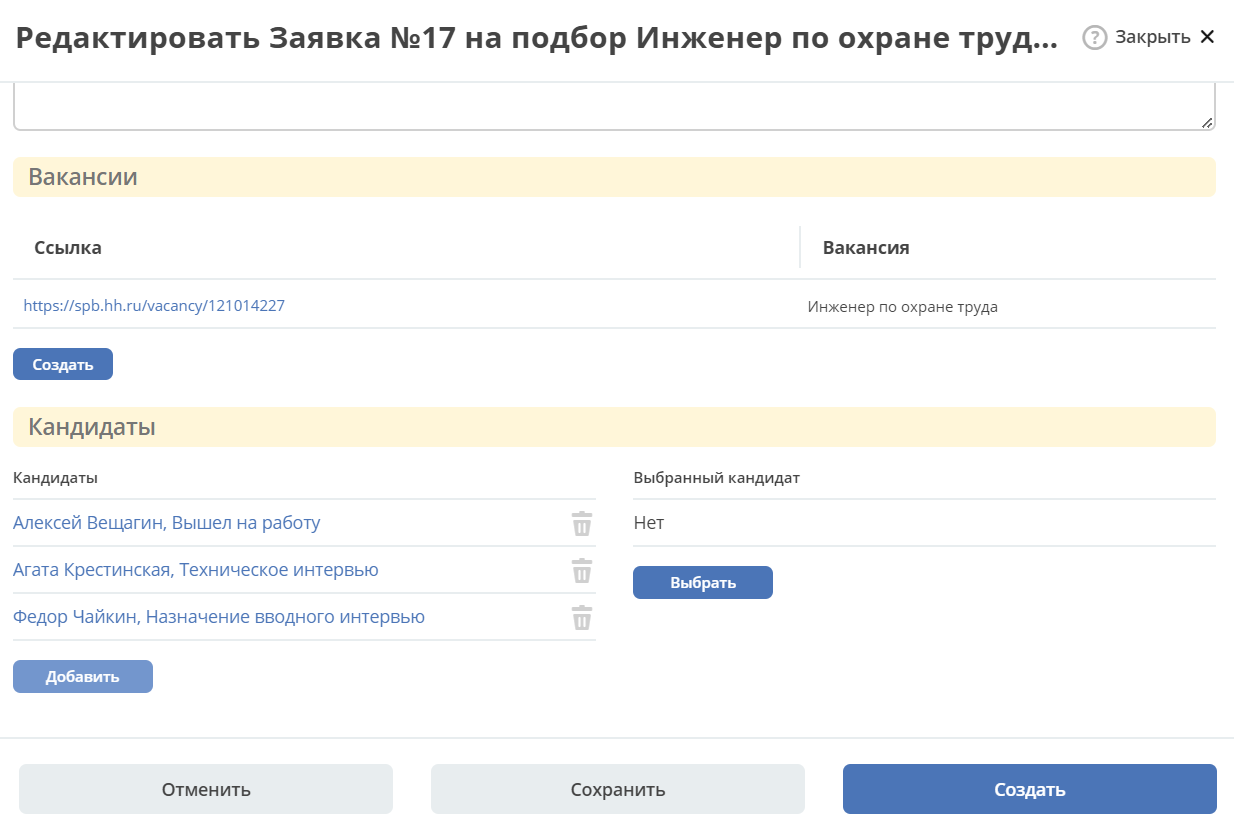 Редактировать Заявка №17 на подбор Инженер по охране труд...
? Закрыть ×
Вакансии
Ссылка Вакансия
https://spb.hh.ru/vacancy/121014227 Инженер по охране труда
Создать
Кандидаты
Кандидаты Выбранный кандидат
Алексей Вещагин, Вышел на работу Нет
Агата Крестинская, Техническое интервью
Выбрать
Федор Чайкин, Назначение вводного интервью
Добавить
Отменить Сохранить Создать